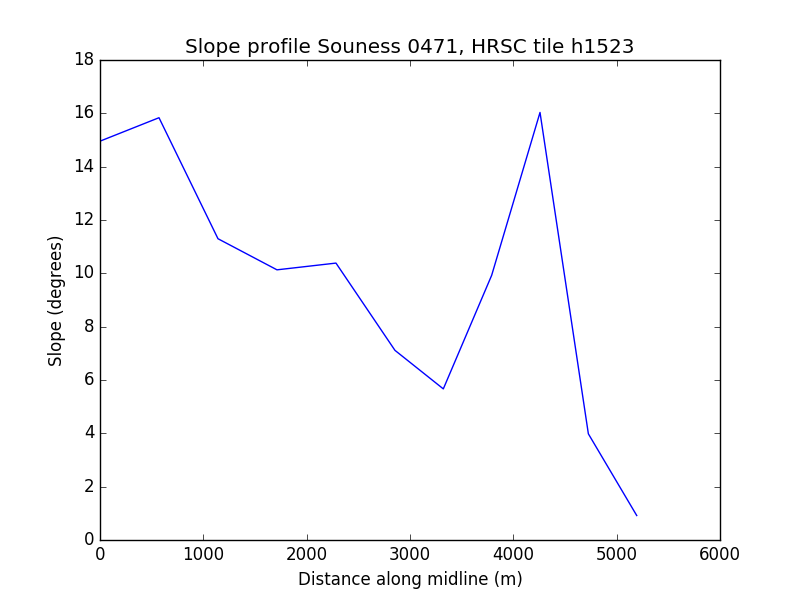 Slope profile Souness 0471, HRSC tile h1523
18
16
14
12
10
8
6
4
2
0
Slope (degrees)
0 1000 2000 3000 4000 5000 6000
Distance along midline (m)